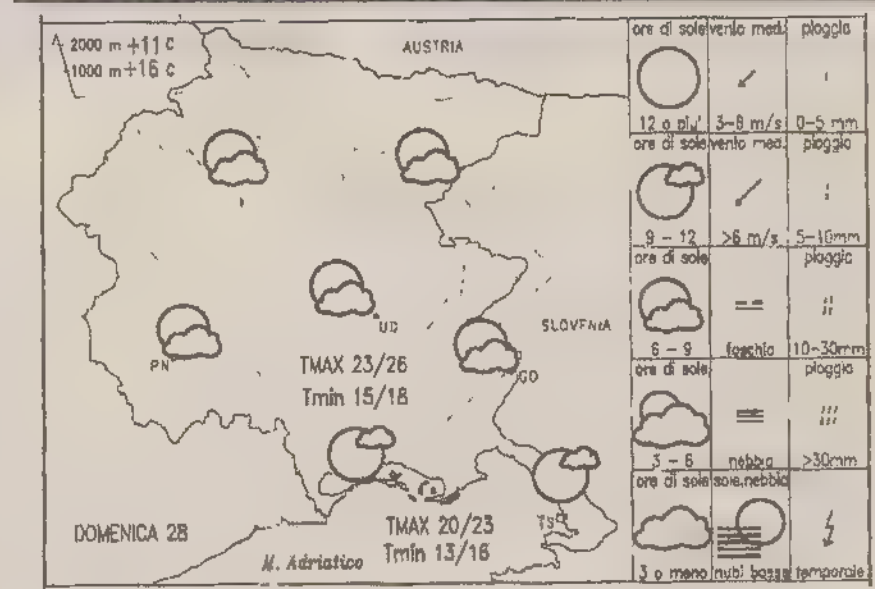 2000 m +11 C
1000 m +16 C
AUSTRIA
SLOVENIA
UD
PN
GO
TMAX 23/26
Tmin 15/18
TS
DOMENICA 28
M. Adriatico
TMAX 20/23
Tmin 13/16
ore di sole vento med. pioggia
12 o piu' 3-6 m/s 0-5 mm
ore di sole vento med. pioggia
9 - 12 >6 m/s 5-10mm
ore di sole pioggia
6 - 9 foschia 10-30mm
ore di sole pioggia
3 - 6 nebbia >30mm
ore di sole sole,nebbia
3 o meno nubi basse temporale